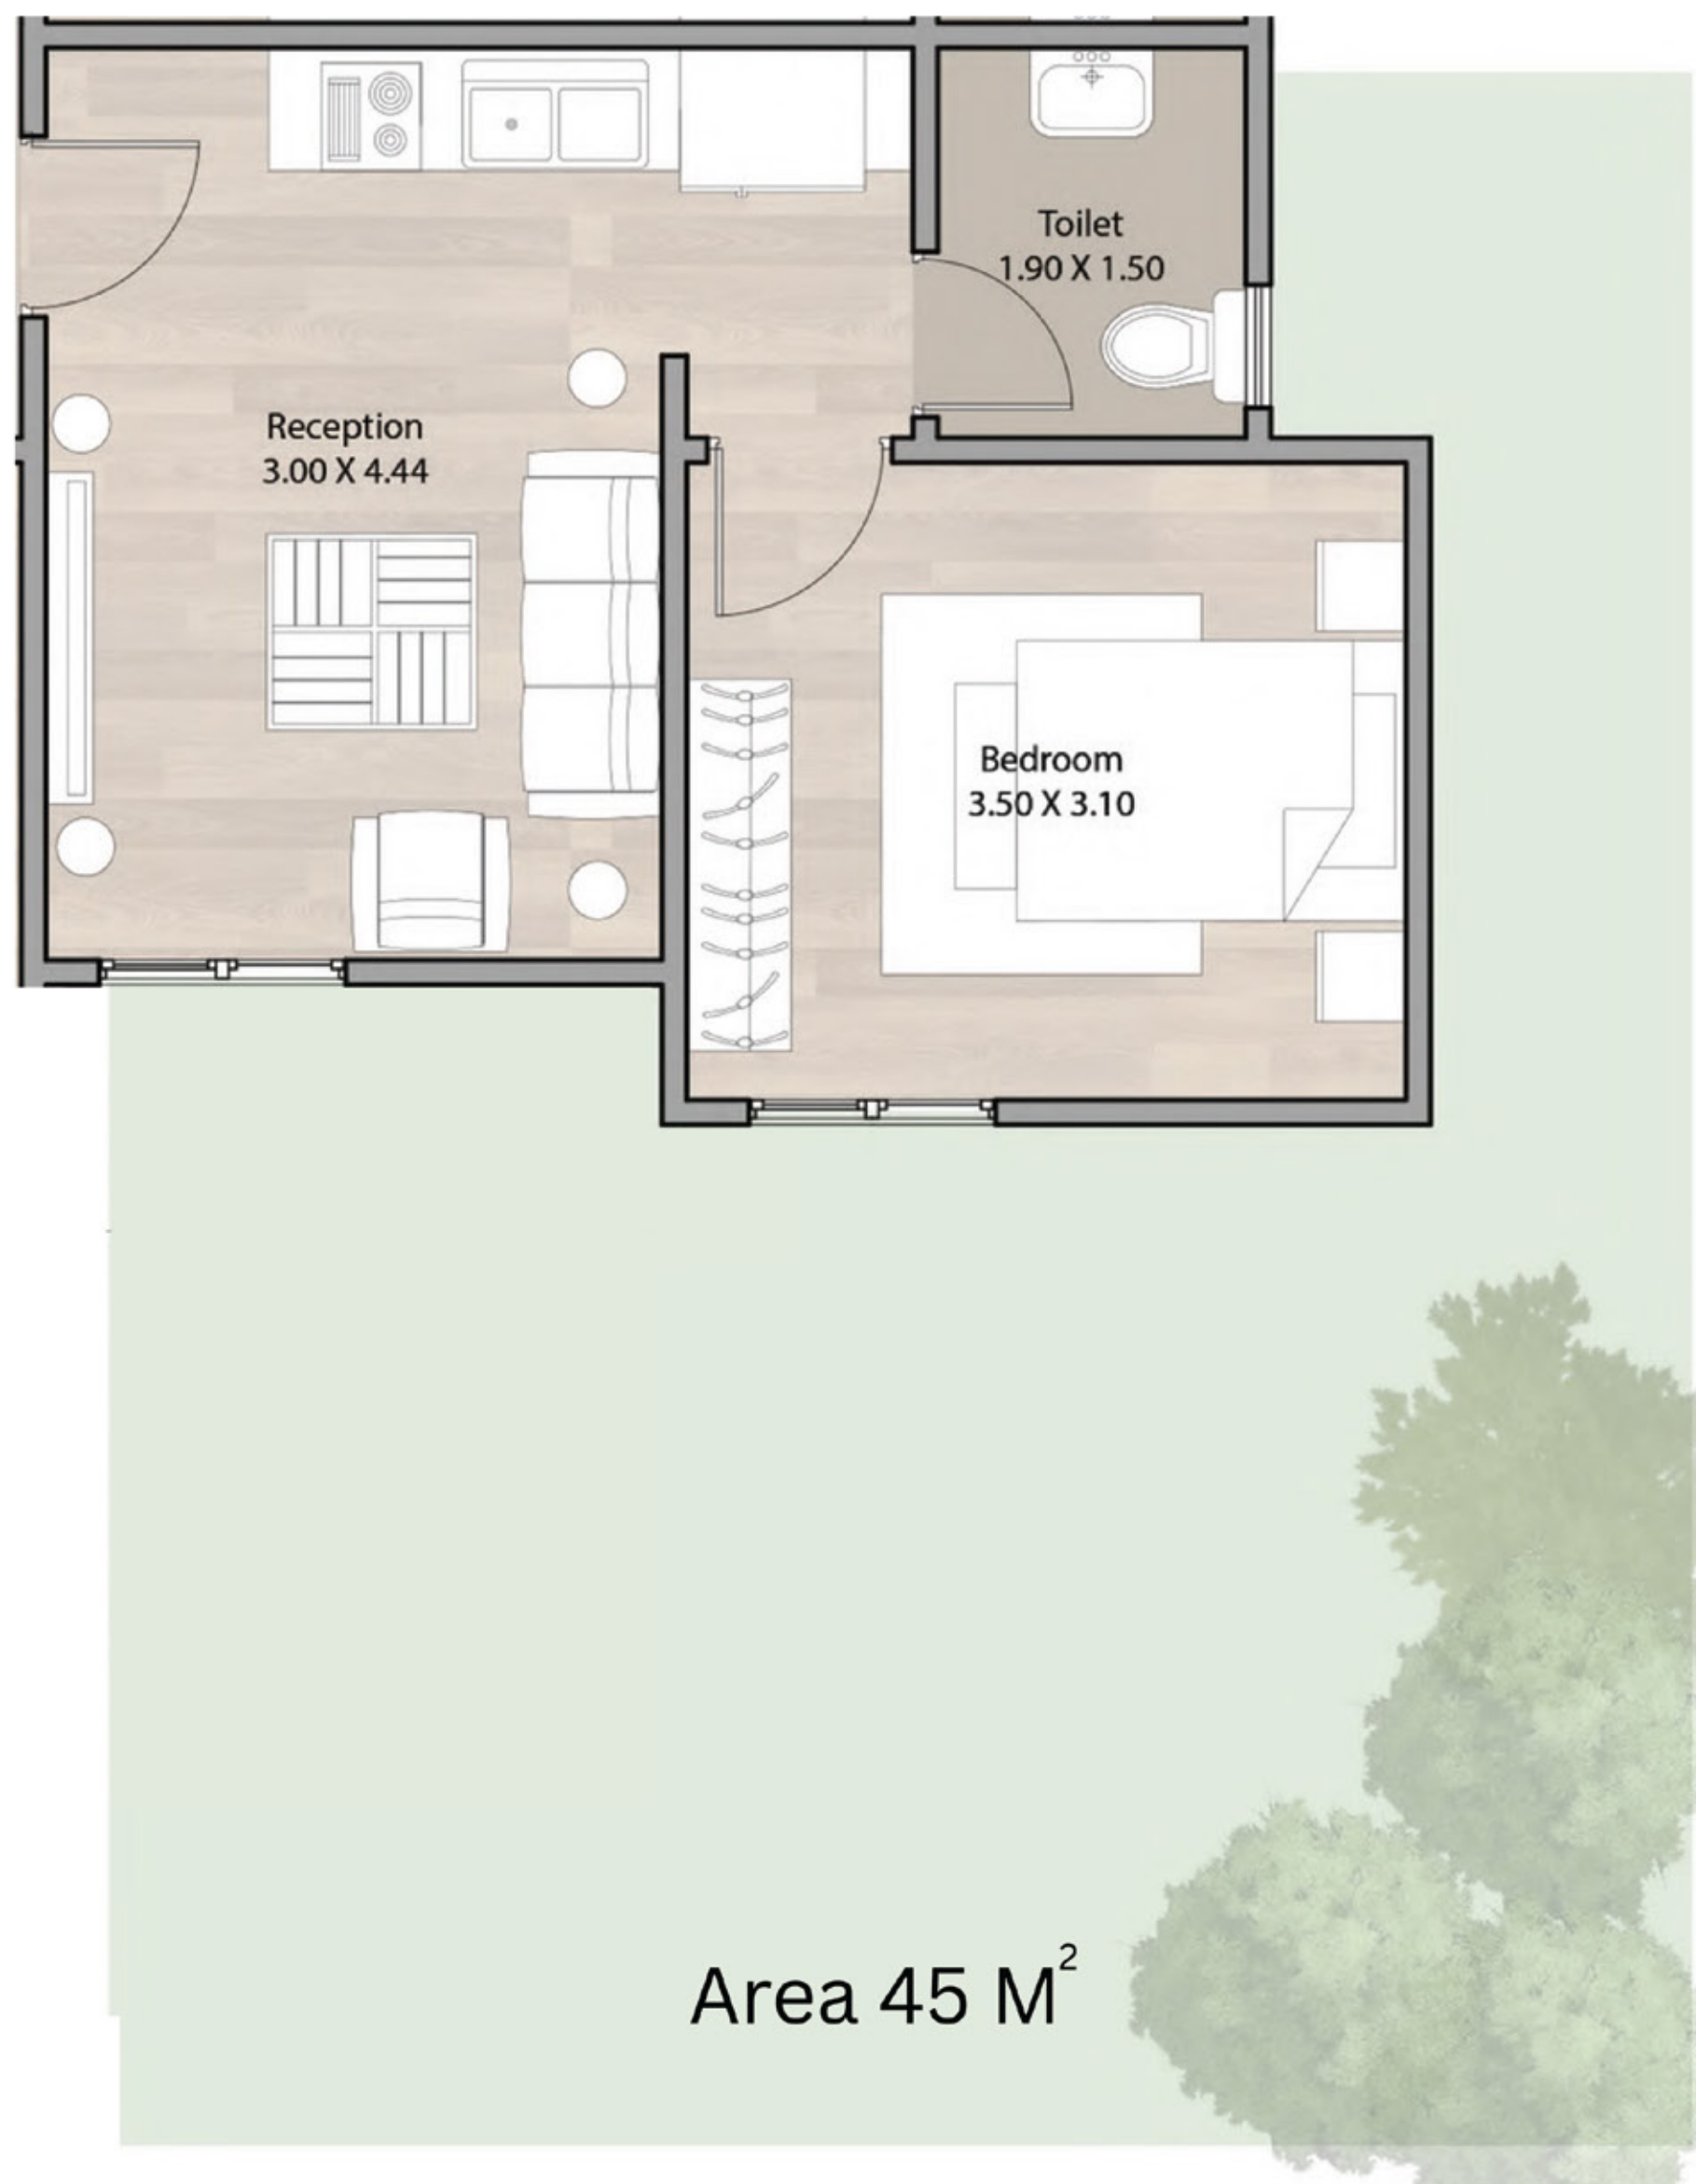 Toilet
1.90 X 1.50
Reception
3.00 X 4.44
Bedroom
3.50 X 3.10
Area 45 M²